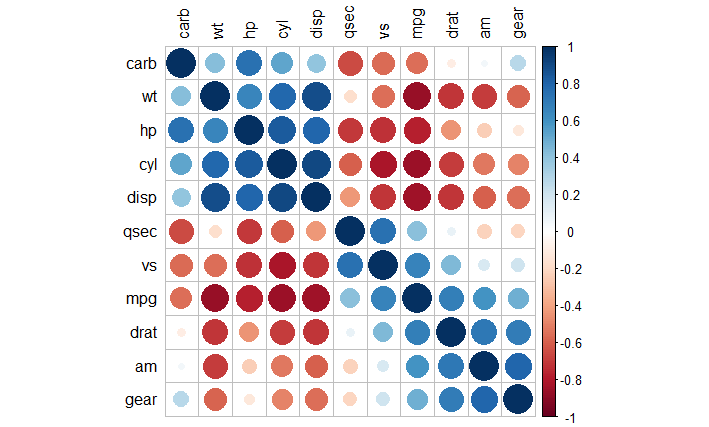 carb wt hp cyl disp qsec vs mpg drat am gear
carb
wt
hp
cyl
disp
qsec
vs
mpg
drat
am
gear
1
0.8
0.6
0.4
0.2
0
-0.2
-0.4
-0.6
-0.8
-1